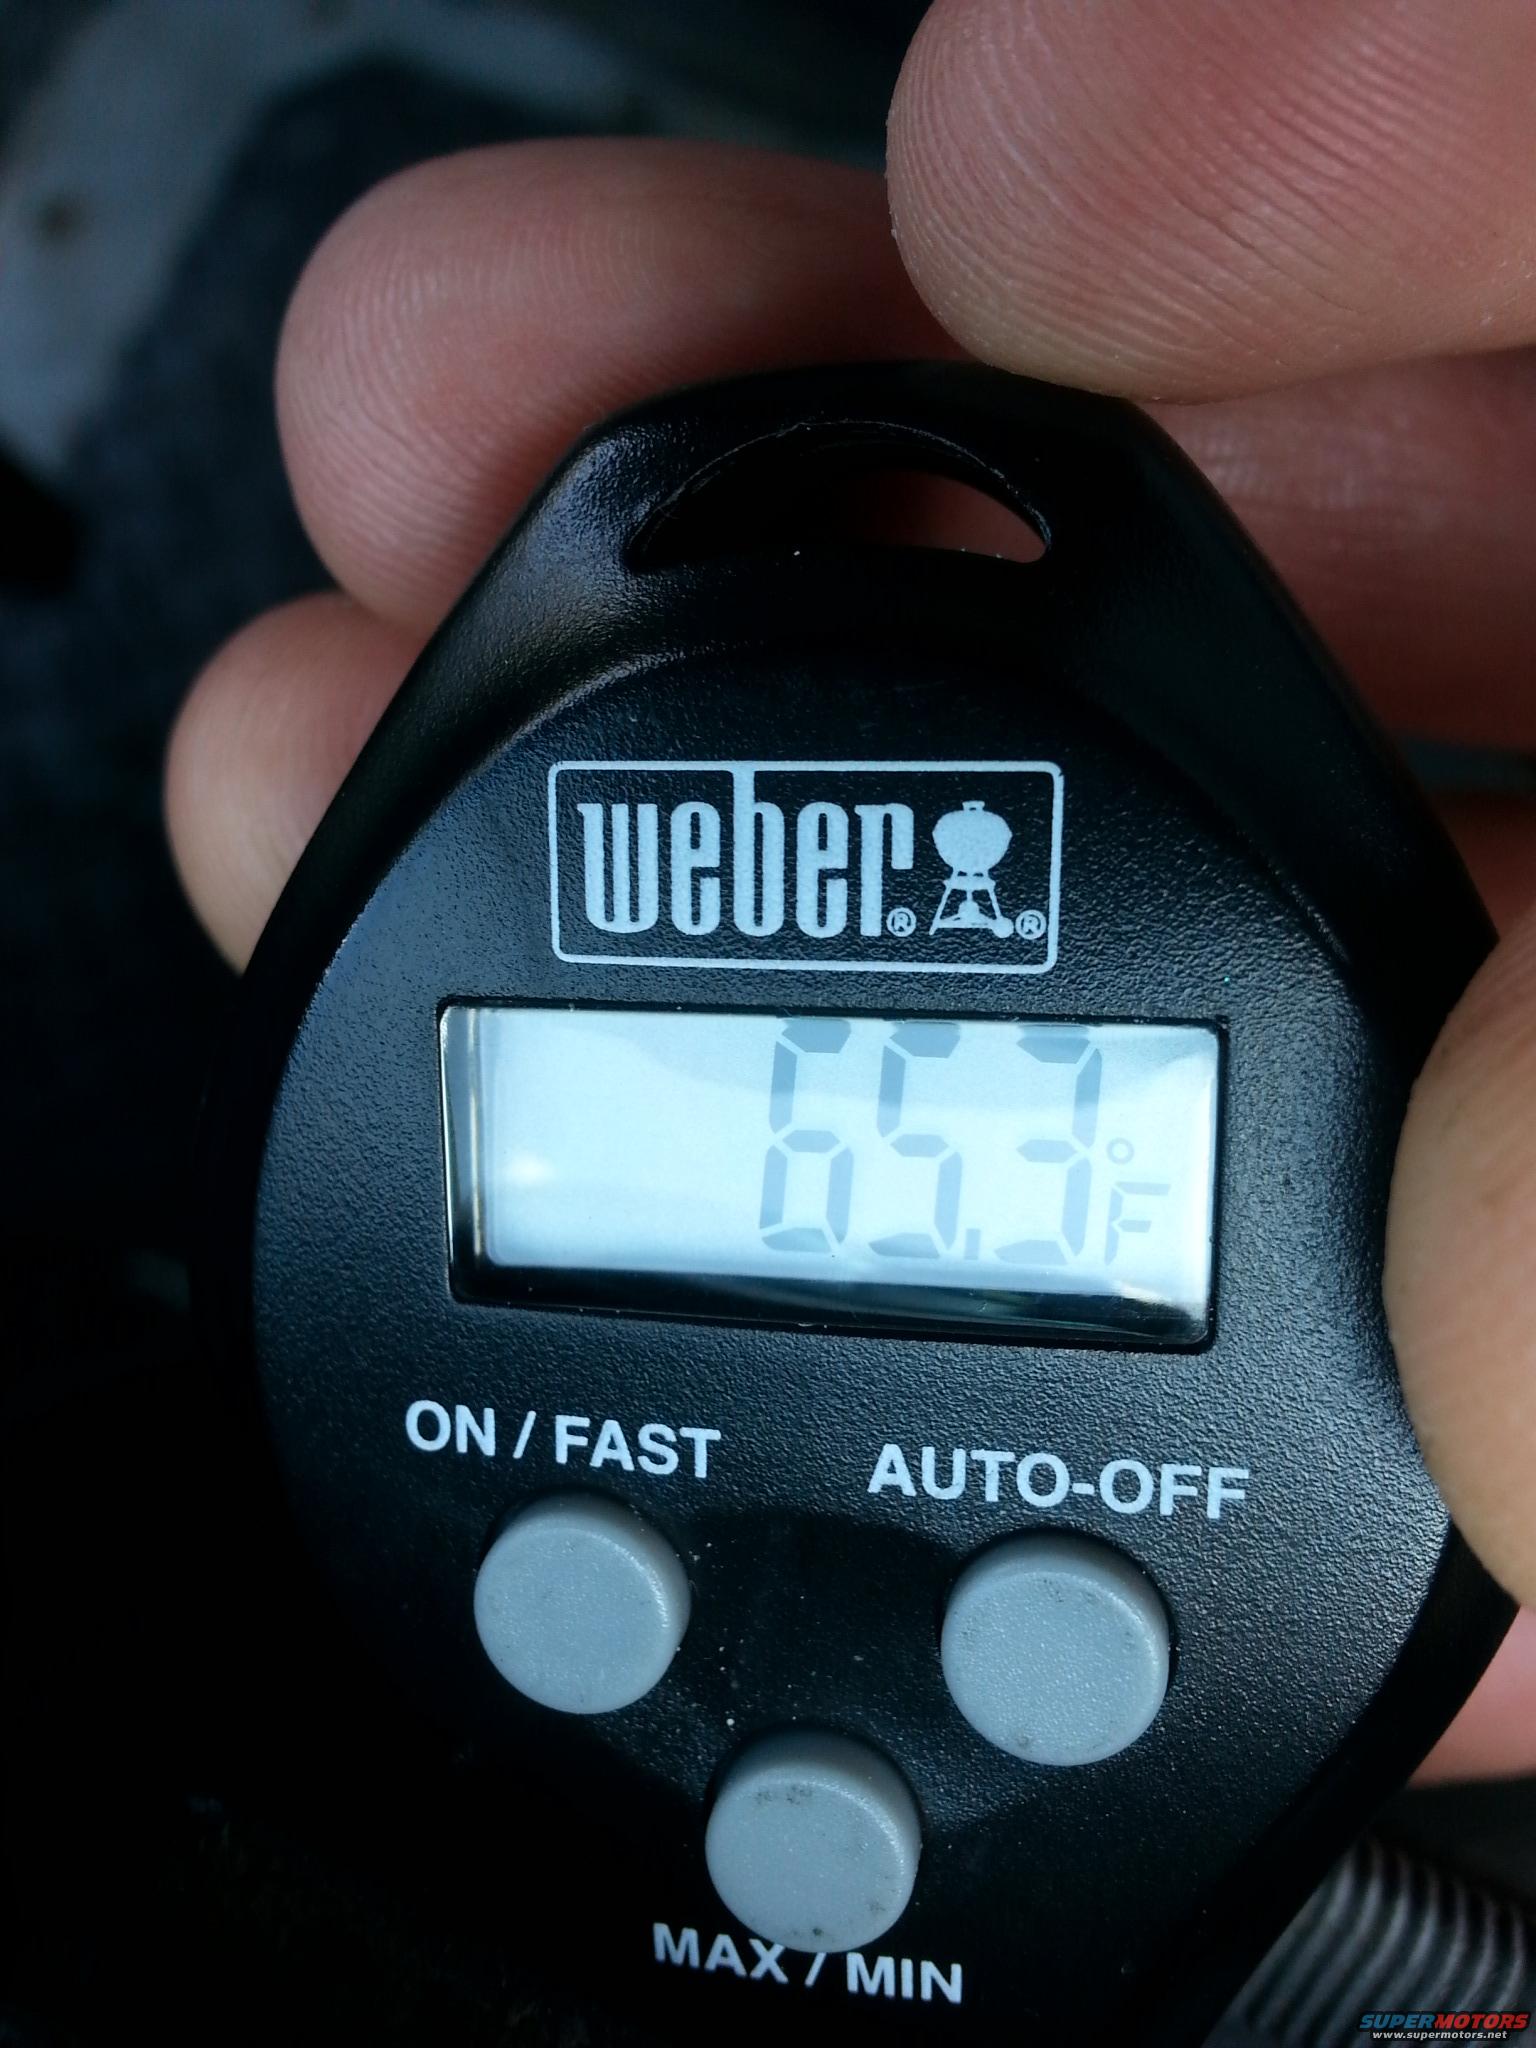 weber®®
65.3°F
ON / FAST
AUTO-OFF
MAX / MIN
SUPERMOTORS
www.supermotors.net